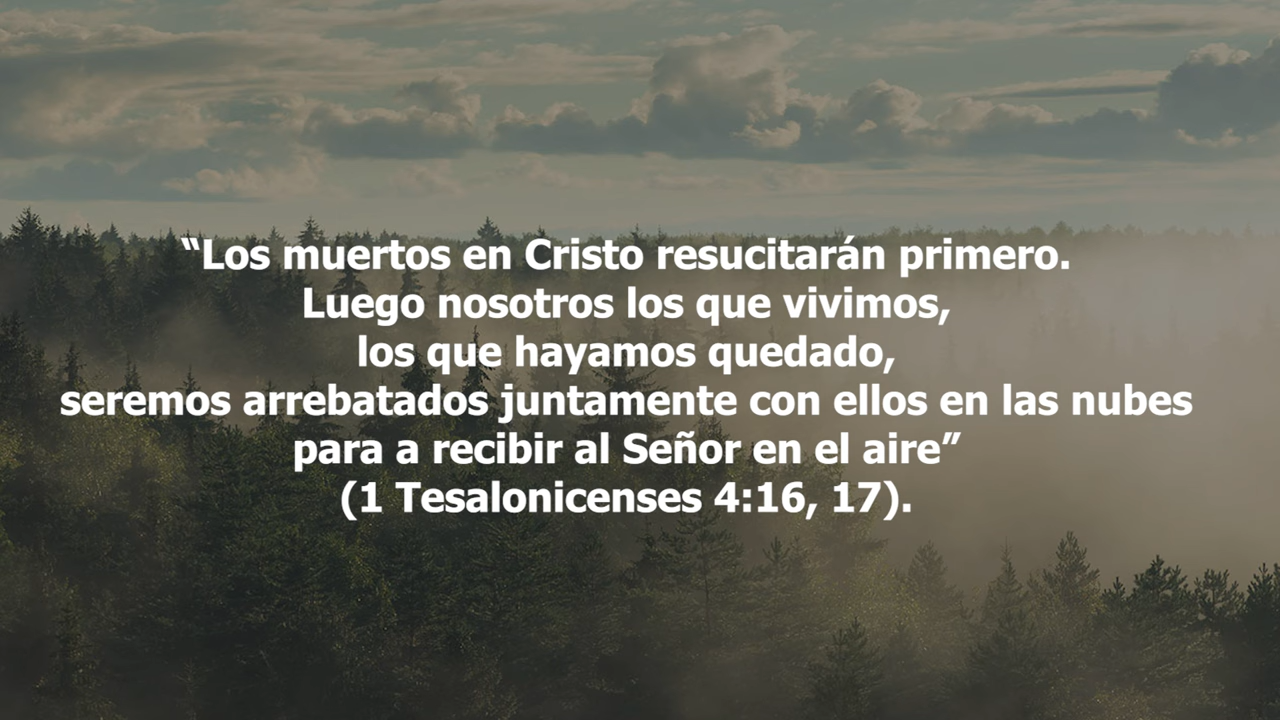 “Los muertos en Cristo resucitarán primero.
Luego nosotros los que vivimos,
los que hayamos quedado,
seremos arrebatados juntamente con ellos en las nubes
para a recibir al Señor en el aire”
(1 Tesalonicenses 4:16, 17).